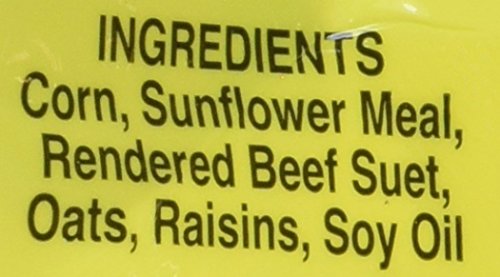 INGREDIENTS
Corn, Sunflower Meal,
Rendered Beef Suet,
Oats, Raisins, Soy Oil